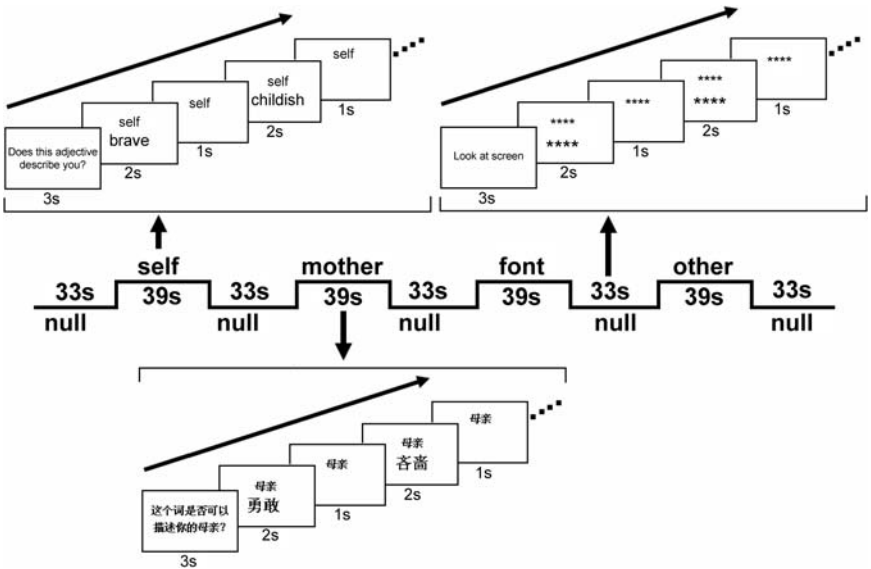 self
self
childish
self
self
brave
Does this adjective
describe you?
1s
2s
1s
2s
3s
****
****
****
****
****
****
Look at screen
1s
2s
1s
2s
3s
self
mother
font
other
33s
39s
33s
39s
33s
39s
33s
39s
33s
null
null
null
null
null
母亲
母亲
吝啬
母亲
母亲
勇敢
这个词是否可以
描述你的母亲?
1s
2s
1s
2s
3s